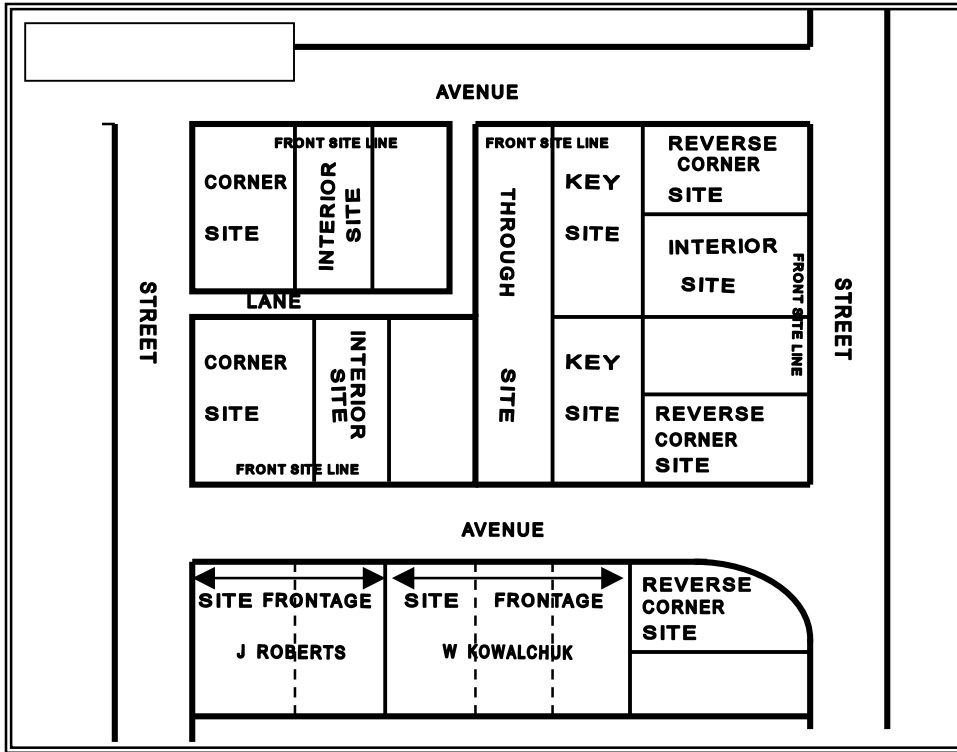 AVENUE
FRONT SITE LINE
FRONT SITE LINE
REVERSE
CORNER
SITE
CORNER
SITE
INTERIOR
SITE
THROUGH
SITE
KEY
SITE
INTERIOR
SITE
FRONT SITE LINE
STREET
STREET
LANE
CORNER
SITE
INTERIOR
SITE
FRONT SITE LINE
KEY
SITE
REVERSE
CORNER
SITE
AVENUE
SITE FRONTAGE
J ROBERTS
SITE FRONTAGE
W KOWALCHUK
REVERSE
CORNER
SITE